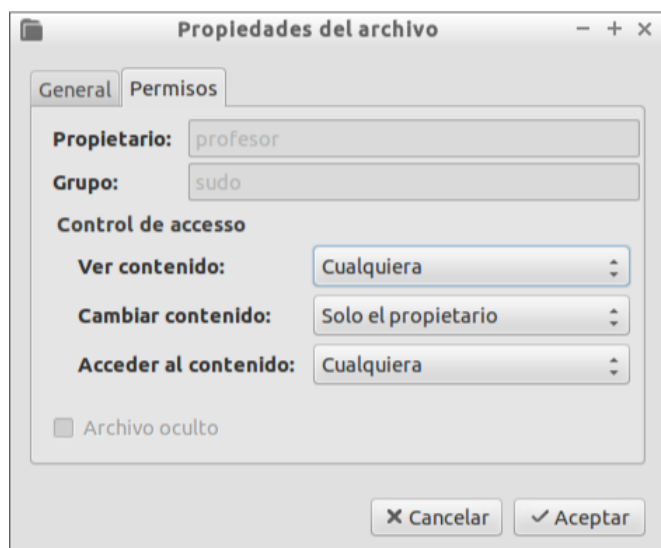 Propiedades del archivo
General Permisos
Propietario: profesor
Grupo: sudo
Control de accesso
Ver contenido: Cualquiera
Cambiar contenido: Solo el propietario
Acceder al contenido: Cualquiera
Archivo oculto
Cancelar Aceptar